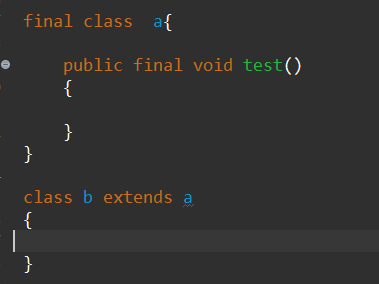 final class  a{
    public final void test()
    {
    }
}
class b extends a
{
}